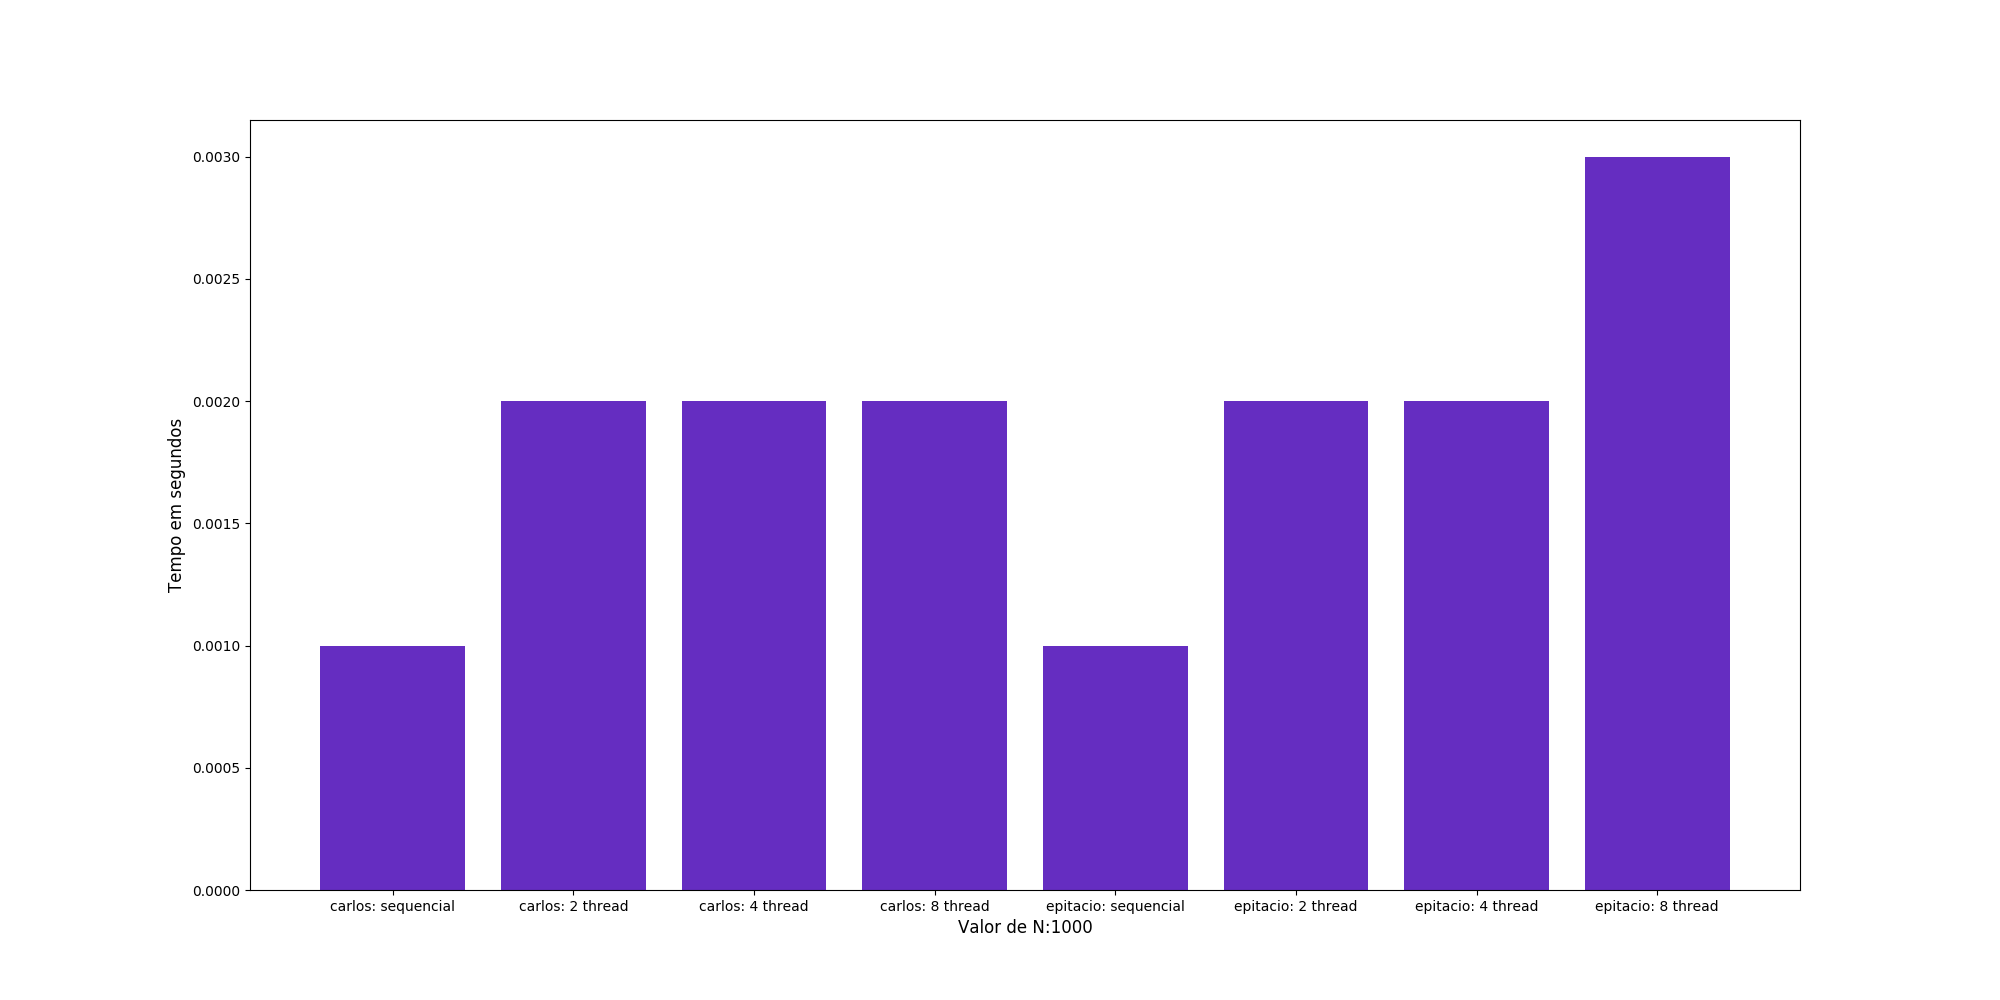 0.0030
0.0025
0.0020
0.0015
0.0010
0.0005
0.0000
Tempo em segundos
carlos: sequencial carlos: 2 thread carlos: 4 thread carlos: 8 thread epitacio: sequencial epitacio: 2 thread epitacio: 4 thread epitacio: 8 thread
Valor de N:1000